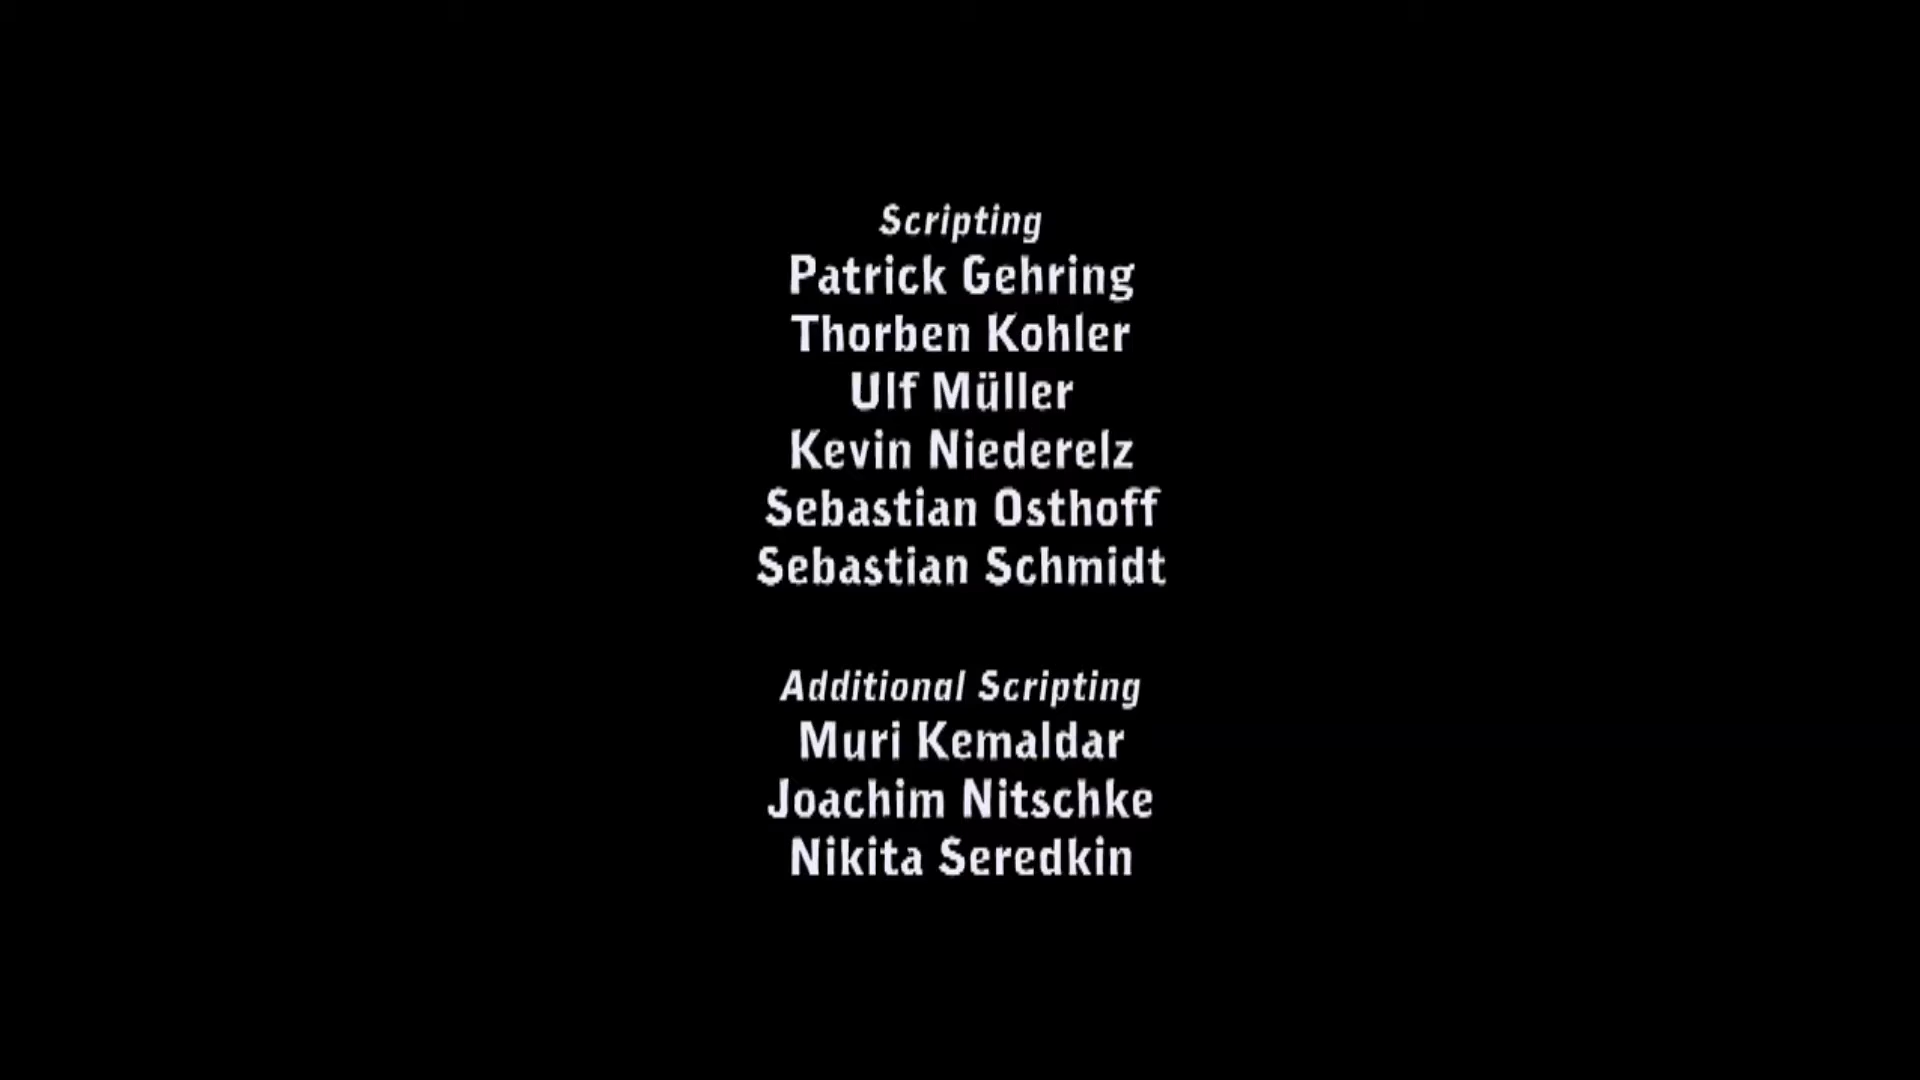 Scripting
Patrick Gehring
Thorben Kohler
Ulf Müller
Kevin Niederelz
Sebastian Osthoff
Sebastian Schmidt
Additional Scripting
Muri Kemaldar
Joachim Nitschke
Nikita Seredkin